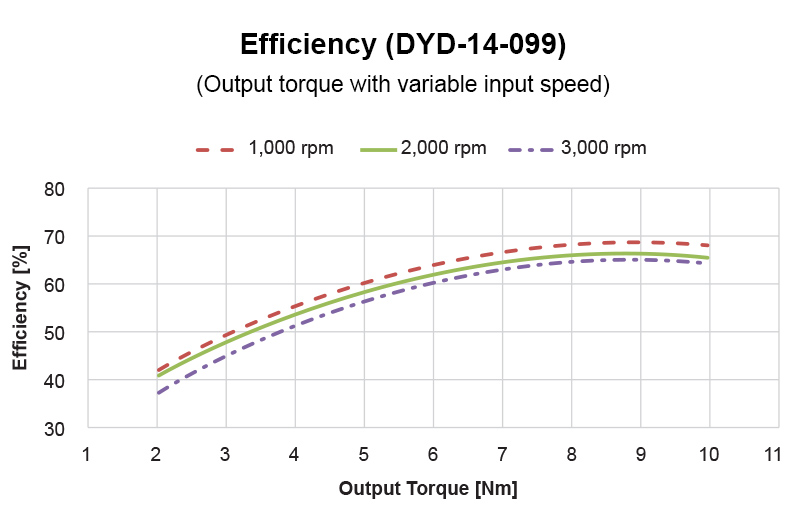 Efficiency (DYD-14-099)
(Output torque with variable input speed)
1,000 rpm 2,000 rpm 3,000 rpm
80
70
60
50
40
30
Efficiency [%]
1 2 3 4 5 6 7 8 9 10 11
Output Torque [Nm]